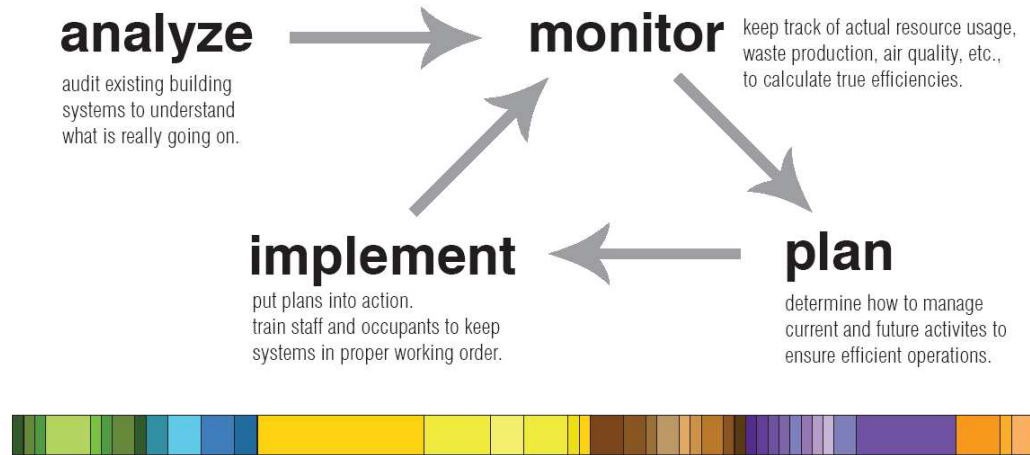 analyze
audit existing building
systems to understand
what is really going on.
monitor
keep track of actual resource usage,
waste production, air quality, etc.,
to calculate true efficiencies.
implement
put plans into action.
train staff and occupants to keep
systems in proper working order.
plan
determine how to manage
current and future activites to
ensure efficient operations.